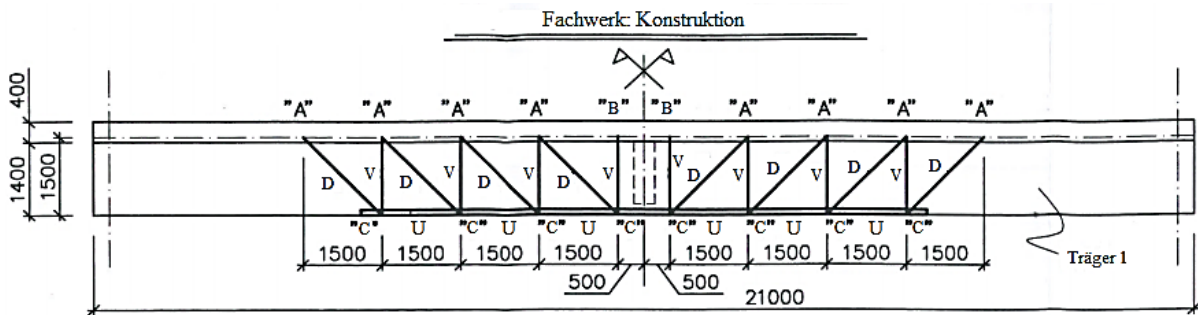 Fachwerk: Konstruktion
"A" "A" "A" "A" "B" "B" "A" "A" "A" "A"
400
1400
1500
D V D V D V D V V D V D V D V D
"C" U "C" U "C" U "C" "C" U "C" U "C" U "C"
1500 1500 1500 1500 1500 1500 1500 1500
Träger 1
500 500
21000